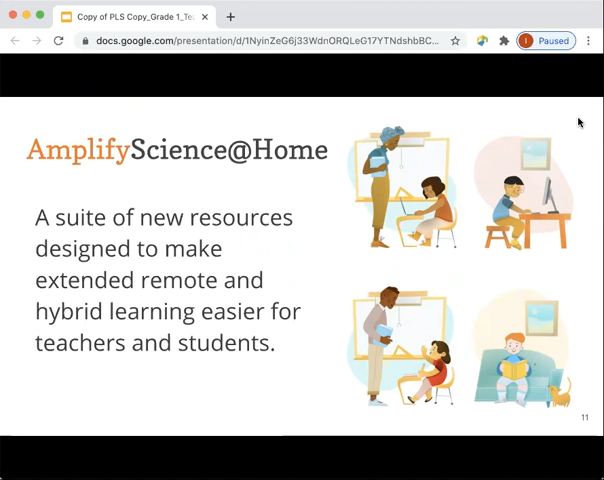 Copy of PLS Copy_Grade 1_Te
docs.google.com/presentation/d/1NyinZeG6j33WdnORQLeG17YTNdshbBC...
Paused
AmplifyScience@Home
A suite of new resources
designed to make
extended remote and
hybrid learning easier for
teachers and students.
11